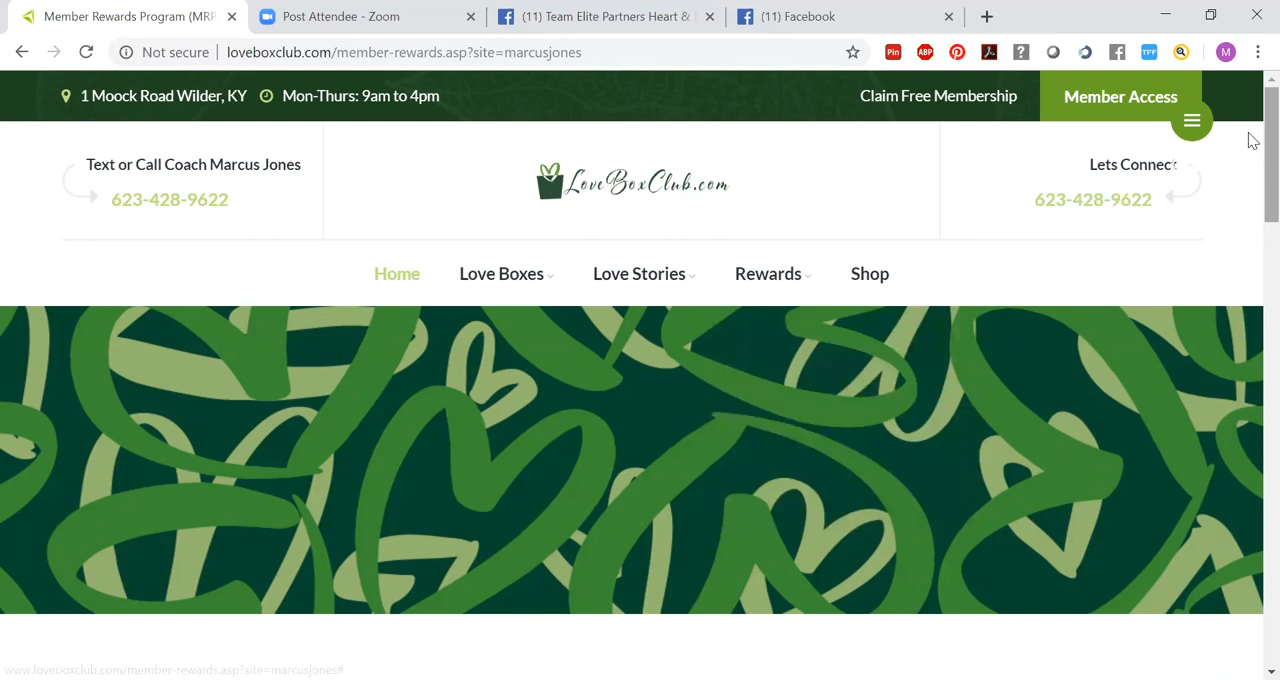 Member Rewards Program (MRP
Post Attendee - Zoom
(11) Team Elite Partners Heart &
(11) Facebook
Not secure
loveboxclub.com/member-rewards.asp?site=marcusjones
Pin
ABP
?
TFF
M
1 Moock Road Wilder, KY
Mon-Thurs: 9am to 4pm
Claim Free Membership
Member Access
Text or Call Coach Marcus Jones
623-428-9622
LoveBoxClub.com
Lets Connect
623-428-9622
Home
Love Boxes
Love Stories
Rewards
Shop
www.loveboxclub.com/member-rewards.asp?site=marcusjones#